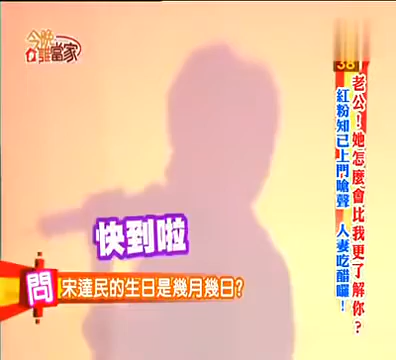 今晚
誰當家
38
老公！她怎麼會比我更了解你？
紅粉知已上門嗆聲 人妻吃醋囉！
快到啦
問
宋達民的生日是幾月幾日?